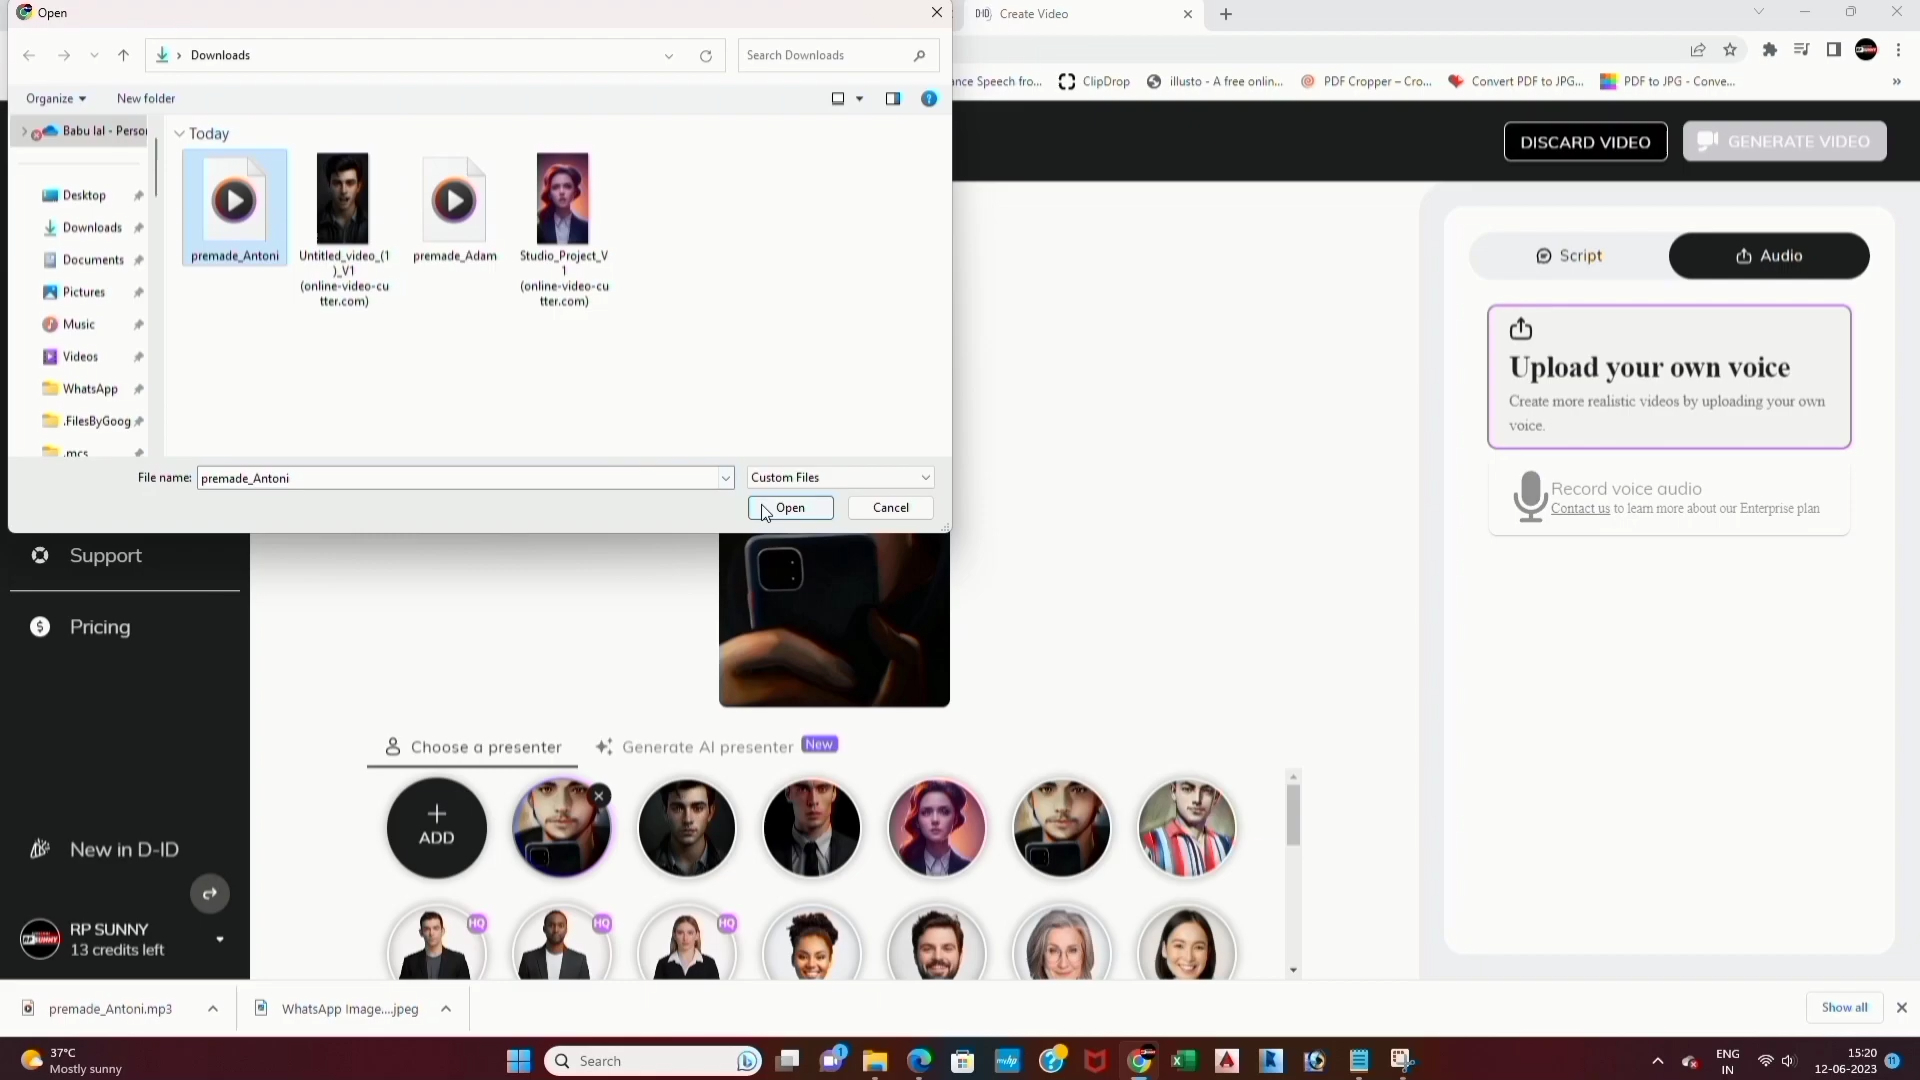 Open
D-ID Create Video
Downloads
Search Downloads
ance Speech fro...
ClipDrop
illusto - A free onlin...
PDF Cropper – Cro...
Convert PDF to JPG...
PDF to JPG - Conve...
»
Organize
New folder
Babu lal - Perso
Today
DISCARD VIDEO
GENERATE VIDEO
Desktop
Downloads
Documents
Pictures
Music
Videos
WhatsApp
.FilesByGoog
.mcs
premade_Antoni
Untitled_video_(1
)_V1
(online-video-cu
tter.com)
premade_Adam
Studio_Project_V
1
(online-video-cu
tter.com)
Script
Audio
Upload your own voice
Create more realistic videos by uploading your own
voice.
File name:
premade_Antoni
Custom Files
Open
Cancel
Record voice audio
Contact us to learn more about our Enterprise plan
Support
Pricing
Choose a presenter
Generate AI presenter New
+
ADD
HQ
HQ
HQ
New in D-ID
RP SUNNY
13 credits left
premade_Antoni.mp3
WhatsApp Image....jpeg
Show all
37°C
Mostly sunny
Search
1
ENG
IN
15:20
12-06-2023
11